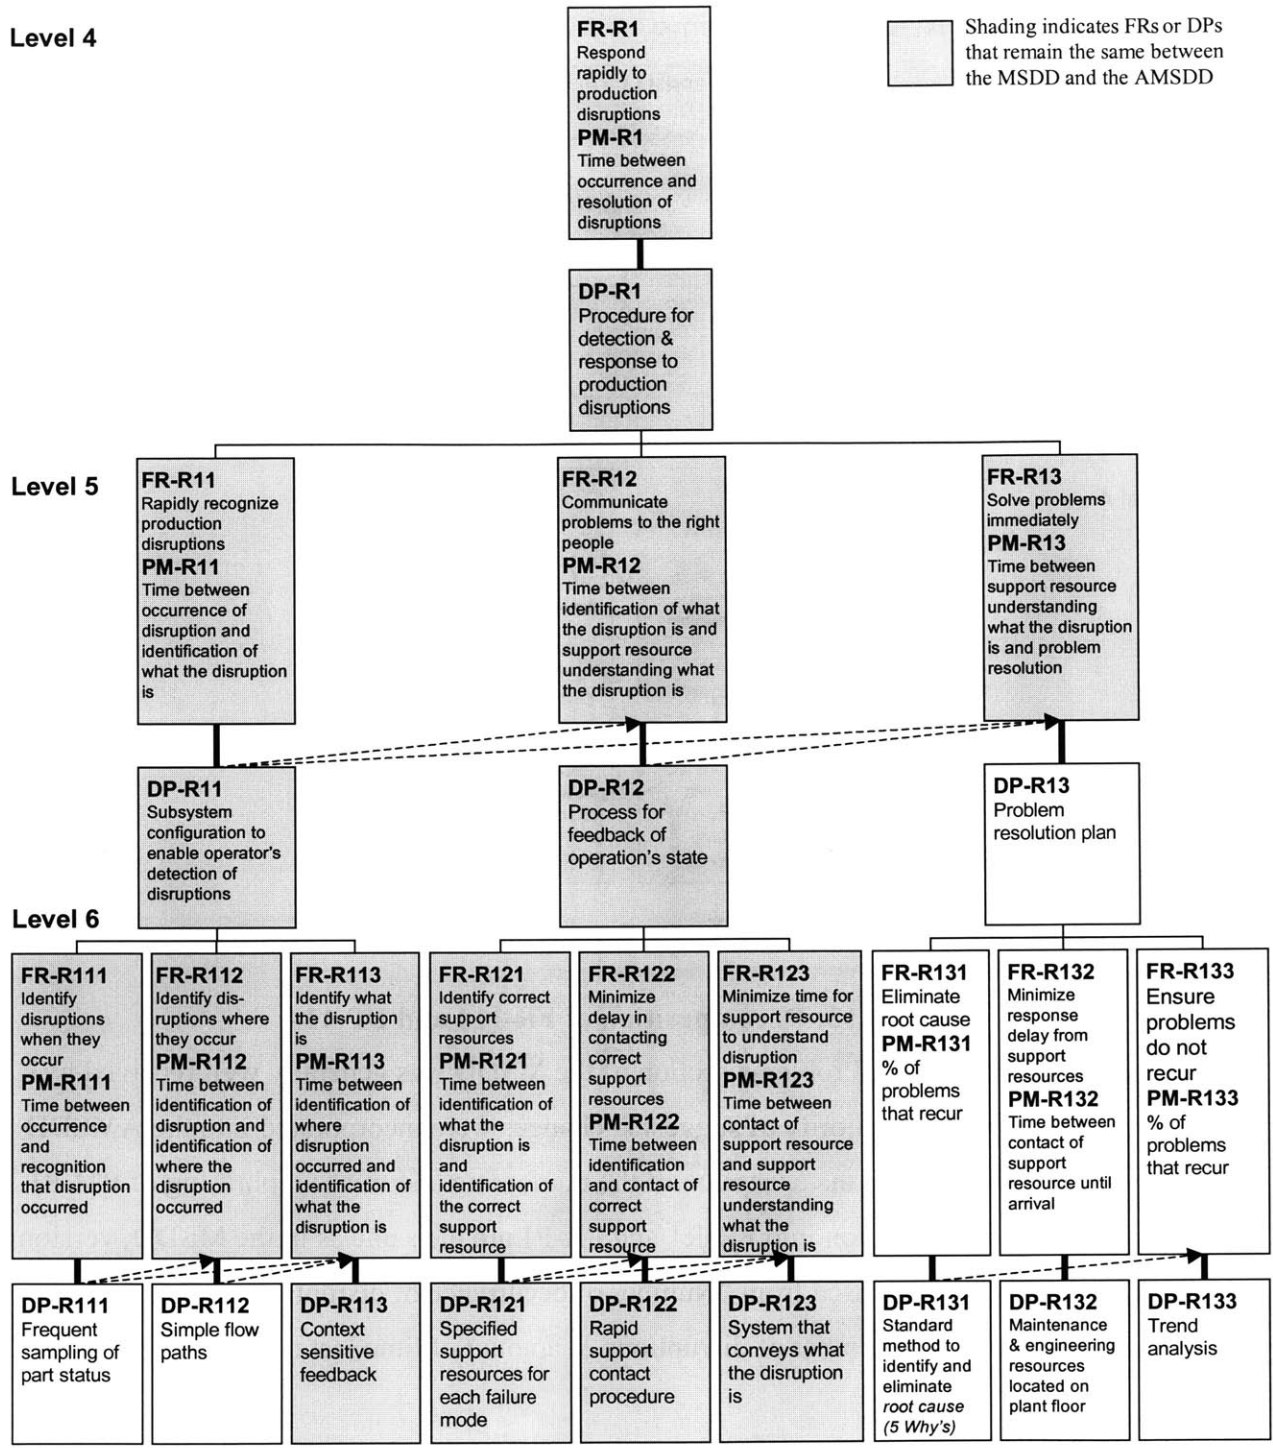 Level 4
FR-R1
Respond
rapidly to
production
disruptions
PM-R1
Time between
occurrence and
resolution of
disruptions
Shading indicates FRs or DPs
that remain the same between
the MSDD and the AMSDD
DP-R1
Procedure for
detection &
response to
production
disruptions
Level 5
FR-R11
Rapidly recognize
production
disruptions
PM-R11
Time between
occurrence of
disruption and
identification of
what the disruption
is
FR-R12
Communicate
problems to the right
people
PM-R12
Time between
identification of what
the disruption is and
support resource
understanding what
the disruption is
FR-R13
Solve problems
immediately
PM-R13
Time between
support resource
understanding
what the disruption
is and problem
resolution
DP-R11
Subsystem
configuration to
enable operator's
detection of
disruptions
DP-R12
Process for
feedback of
operation's state
DP-R13
Problem
resolution plan
Level 6
FR-R111
Identify
disruptions
when they
occur
PM-R111
Time between
occurrence
and
recognition
that disruption
occurred
FR-R112
Identify dis-
ruptions where
they occur
PM-R112
Time between
identification of
disruption and
identification of
where the
disruption
occurred
FR-R113
Identify what
the disruption
is
PM-R113
Time between
identification of
where
disruption
occurred and
identification of
what the
disruption is
FR-R121
Identify correct
support
resources
PM-R121
Time between
identification of
what the
disruption is
and
identification of
the correct
support
resource
FR-R122
Minimize
delay in
contacting
correct
support
resources
PM-R122
Time between
identification
and contact of
correct
support
resource
FR-R123
Minimize time for
support resource
to understand
disruption
PM-R123
Time between
contact of
support resource
and support
resource
understanding
what the
disruption is
FR-R131
Eliminate
root cause
PM-R131
% of
problems
that recur
FR-R132
Minimize
response
delay from
support
resources
PM-R132
Time between
contact of
support
resource until
arrival
FR-R133
Ensure
problems
do not
recur
PM-R133
% of
problems
that recur
DP-R111
Frequent
sampling of
part status
DP-R112
Simple flow
paths
DP-R113
Context
sensitive
feedback
DP-R121
Specified
support
resources for
each failure
mode
DP-R122
Rapid
support
contact
procedure
DP-R123
System that
conveys what
the disruption
is
DP-R131
Standard
method to
identify and
eliminate
root cause
(5 Why's)
DP-R132
Maintenance
& engineering
resources
located on
plant floor
DP-R133
Trend
analysis